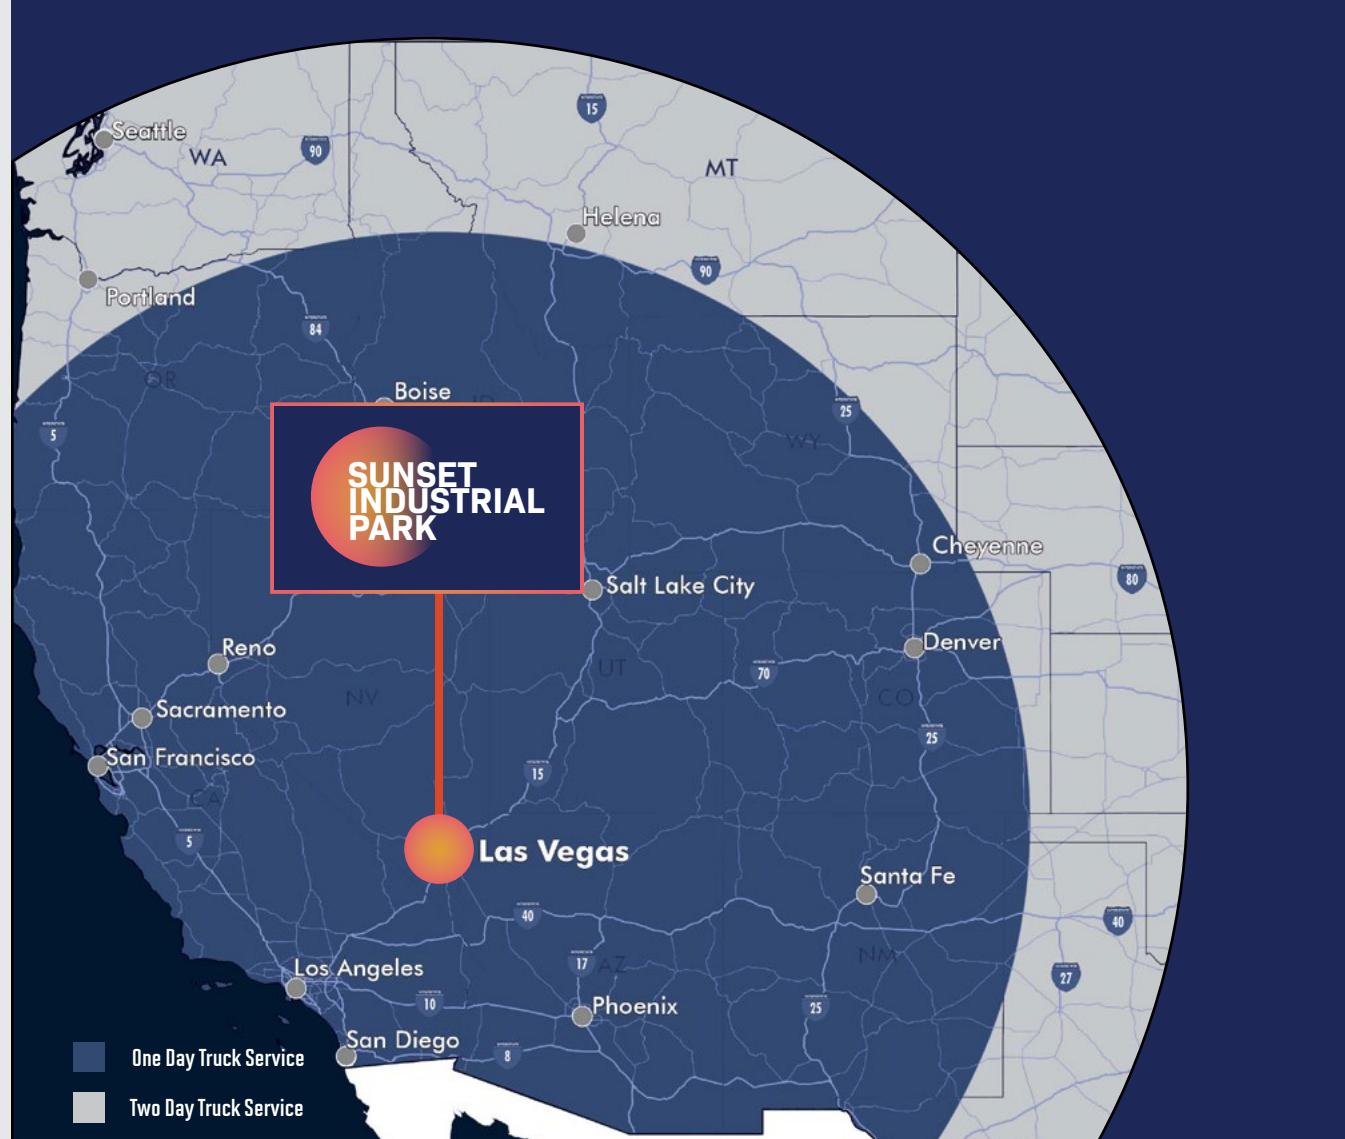 15
Seattle
WA
90
MT
Helena
90
Portland
84
OR
Boise
ID
25
WY
5
SUNSET
INDUSTRIAL
PARK
Cheyenne
80
Salt Lake City
Denver
Reno
UT
70
NV
CO
Sacramento
25
San Francisco
15
CA
5
Las Vegas
Santa Fe
40
40
NM
17
AZ
Los Angeles
27
10
Phoenix
25
San Diego
8
One Day Truck Service
Two Day Truck Service